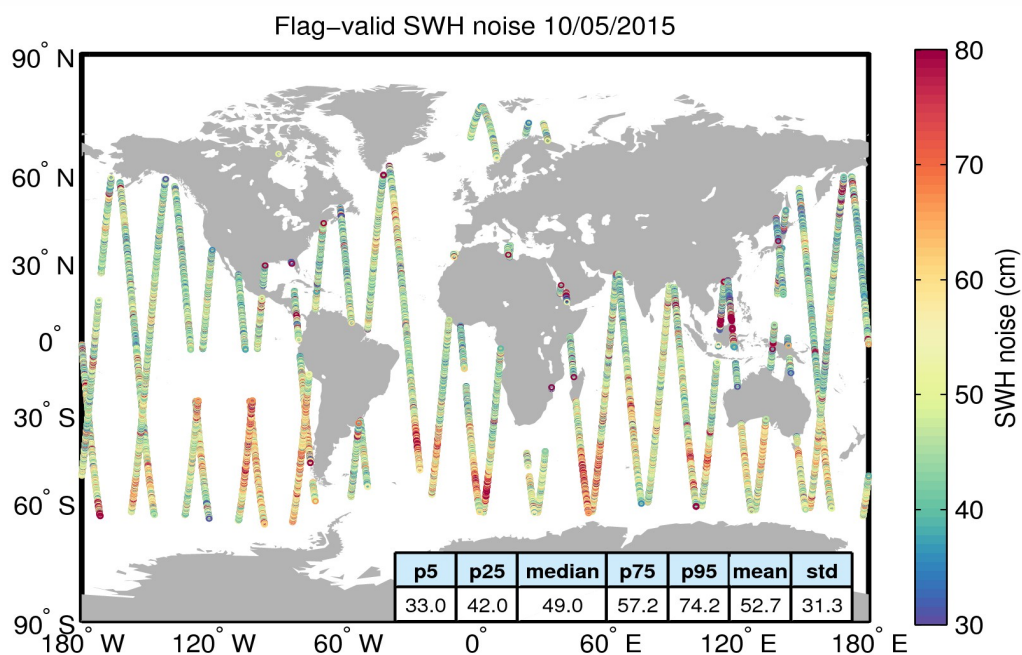 Flag−valid SWH noise 10/05/2015
90° N
60° N
30° N
0°
30° S
60° S
90° S
180° W
120° W
60° W
0°
60° E
120° E
180° E
80
70
60
50
40
30
SWH noise (cm)
p5 p25 median p75 p95 mean std
33.0 42.0 49.0 57.2 74.2 52.7 31.3